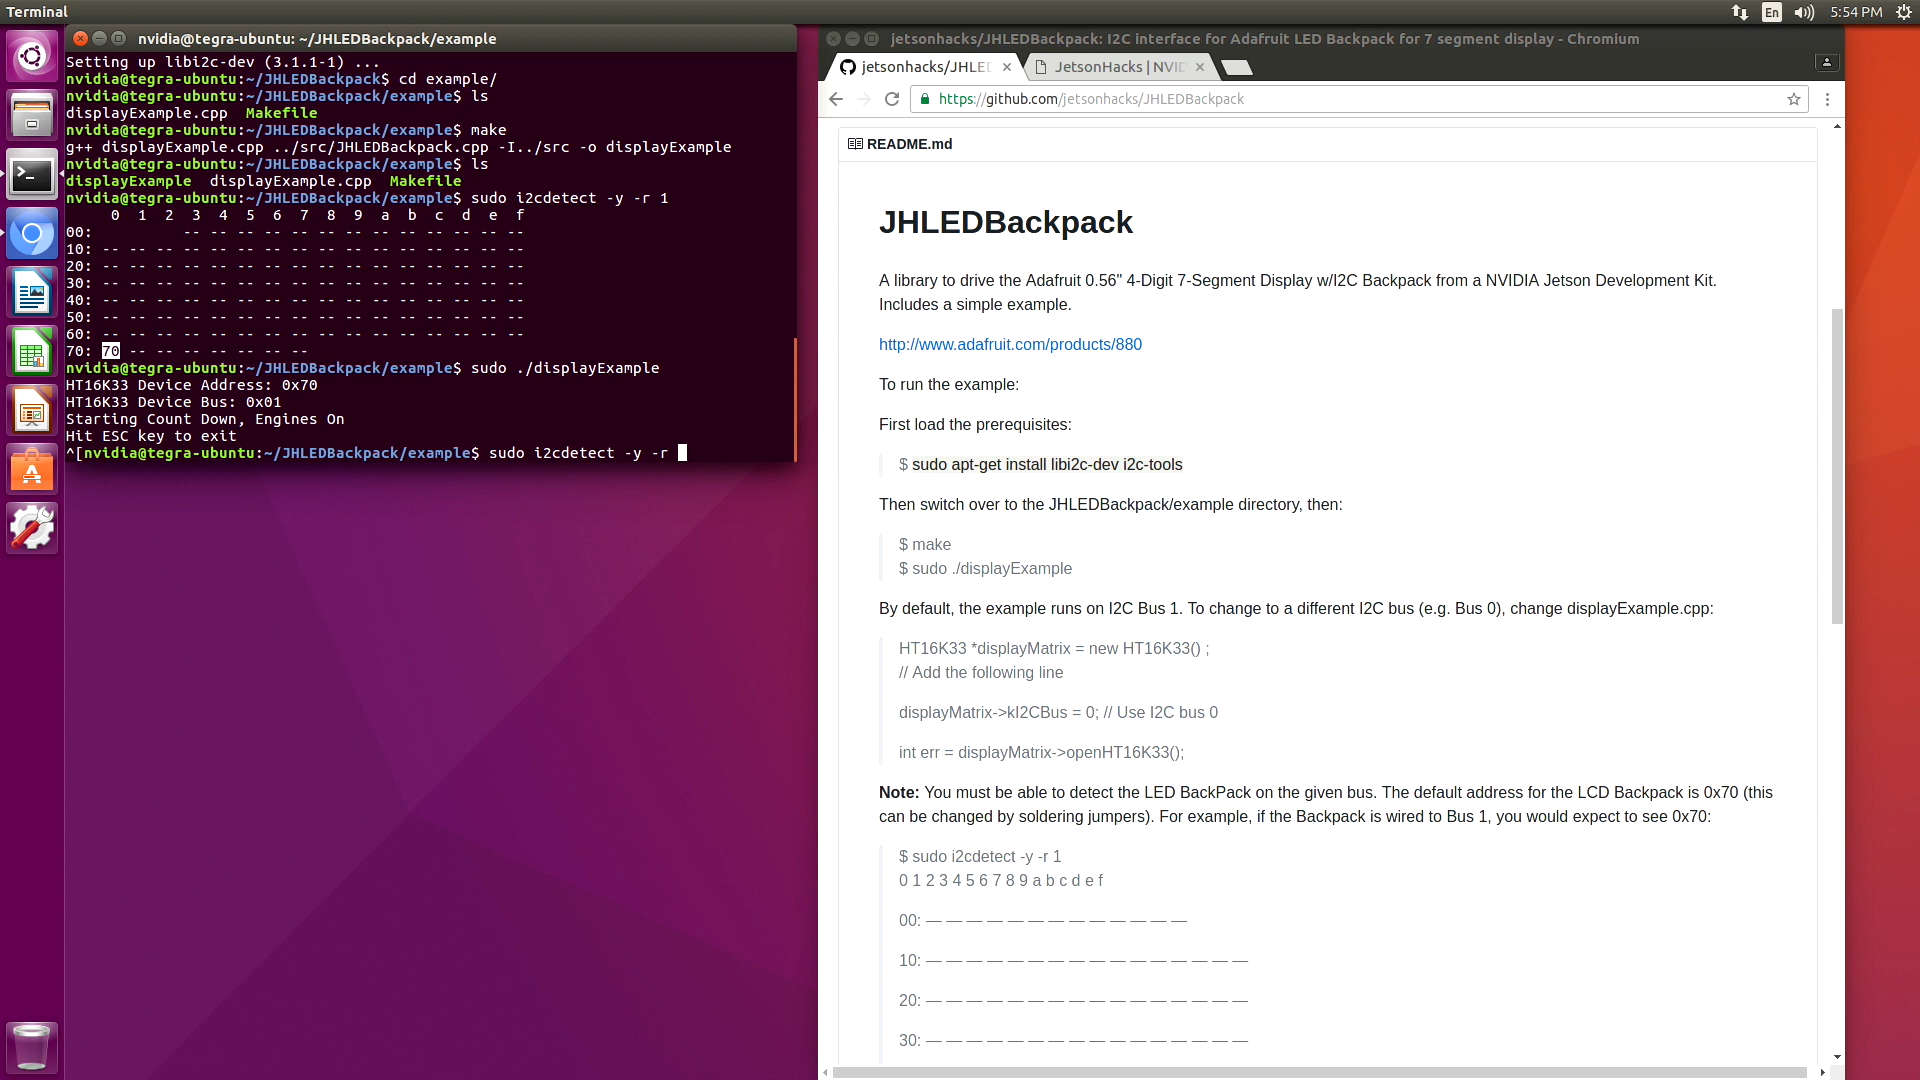 Terminal
En
5:54 PM
nvidia@tegra-ubuntu: ~/JHLEDBackpack/example
Setting up libi2c-dev (3.1.1-1) ...
nvidia@tegra-ubuntu:~/JHLEDBackpack$ cd example/
nvidia@tegra-ubuntu:~/JHLEDBackpack/example$ ls
displayExample.cpp  Makefile
nvidia@tegra-ubuntu:~/JHLEDBackpack/example$ make
g++ displayExample.cpp ../src/JHLEDBackpack.cpp -I../src -o displayExample
nvidia@tegra-ubuntu:~/JHLEDBackpack/example$ ls
displayExample  displayExample.cpp  Makefile
nvidia@tegra-ubuntu:~/JHLEDBackpack/example$ sudo i2cdetect -y -r 1
     0  1  2  3  4  5  6  7  8  9  a  b  c  d  e  f
00:          -- -- -- -- -- -- -- -- -- -- -- -- --
10: -- -- -- -- -- -- -- -- -- -- -- -- -- -- -- --
20: -- -- -- -- -- -- -- -- -- -- -- -- -- -- -- --
30: -- -- -- -- -- -- -- -- -- -- -- -- -- -- -- --
40: -- -- -- -- -- -- -- -- -- -- -- -- -- -- -- --
50: -- -- -- -- -- -- -- -- -- -- -- -- -- -- -- --
60: -- -- -- -- -- -- -- -- -- -- -- -- -- -- -- --
70: 70 -- -- -- -- -- -- --
nvidia@tegra-ubuntu:~/JHLEDBackpack/example$ sudo ./displayExample
HT16K33 Device Address: 0x70
HT16K33 Device Bus: 0x01
Starting Count Down, Engines On
Hit ESC key to exit
^[nvidia@tegra-ubuntu:~/JHLEDBackpack/example$ sudo i2cdetect -y -r
jetsonhacks/JHLEDBackpack: I2C interface for Adafruit LED Backpack for 7 segment display - Chromium
jetsonhacks/JHLED
JetsonHacks | NVID
https://github.com/jetsonhacks/JHLEDBackpack
README.md
JHLEDBackpack
A library to drive the Adafruit 0.56" 4-Digit 7-Segment Display w/I2C Backpack from a NVIDIA Jetson Development Kit.
Includes a simple example.
http://www.adafruit.com/products/880
To run the example:
First load the prerequisites:
$ sudo apt-get install libi2c-dev i2c-tools
Then switch over to the JHLEDBackpack/example directory, then:
$ make
$ sudo ./displayExample
By default, the example runs on I2C Bus 1. To change to a different I2C bus (e.g. Bus 0), change displayExample.cpp:
HT16K33 *displayMatrix = new HT16K33() ;
// Add the following line
displayMatrix->kI2CBus = 0; // Use I2C bus 0
int err = displayMatrix->openHT16K33();
Note: You must be able to detect the LED BackPack on the given bus. The default address for the LCD Backpack is 0x70 (this
can be changed by soldering jumpers). For example, if the Backpack is wired to Bus 1, you would expect to see 0x70:
$ sudo i2cdetect -y -r 1
0 1 2 3 4 5 6 7 8 9 a b c d e f
00: — — — — — — — — — — — — —
10: — — — — — — — — — — — — — — — —
20: — — — — — — — — — — — — — — — —
30: — — — — — — — — — — — — — — — —